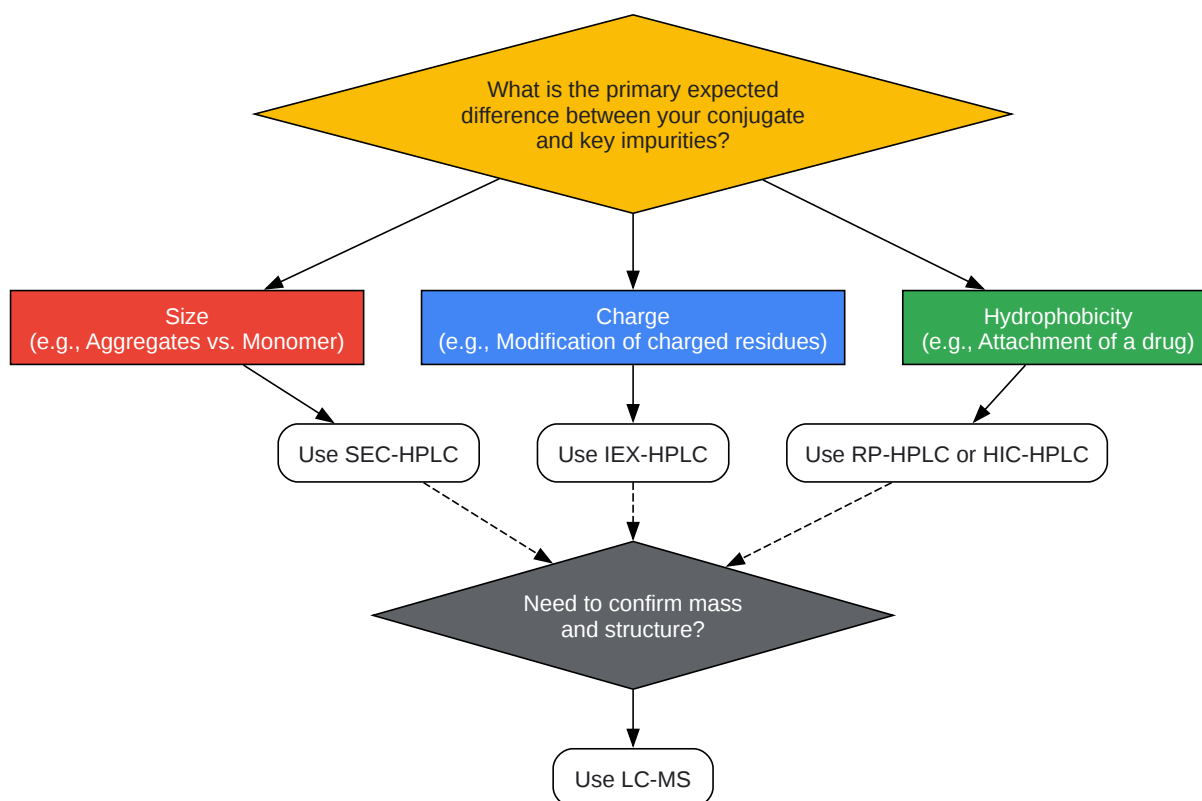 What is the primary expected
difference between your conjugate
and key impurities?
Size
(e.g., Aggregates vs. Monomer)
Charge
(e.g., Modification of charged residues)
Hydrophobicity
(e.g., Attachment of a drug)
Use SEC-HPLC
Use IEX-HPLC
Use RP-HPLC or HIC-HPLC
Need to confirm mass
and structure?
Use LC-MS